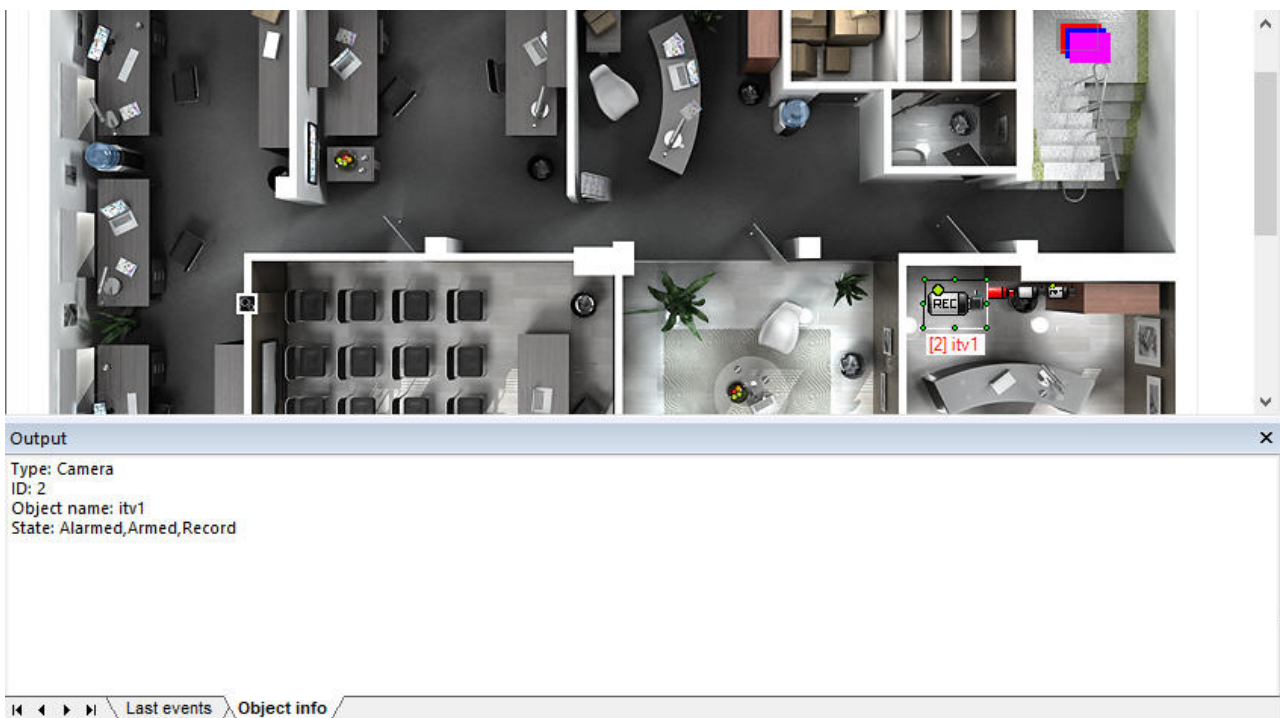 REC
[2] itv1
Output
Type: Camera
ID: 2
Object name: itv1
State: Alarmed,Armed,Record
Last events
Object info